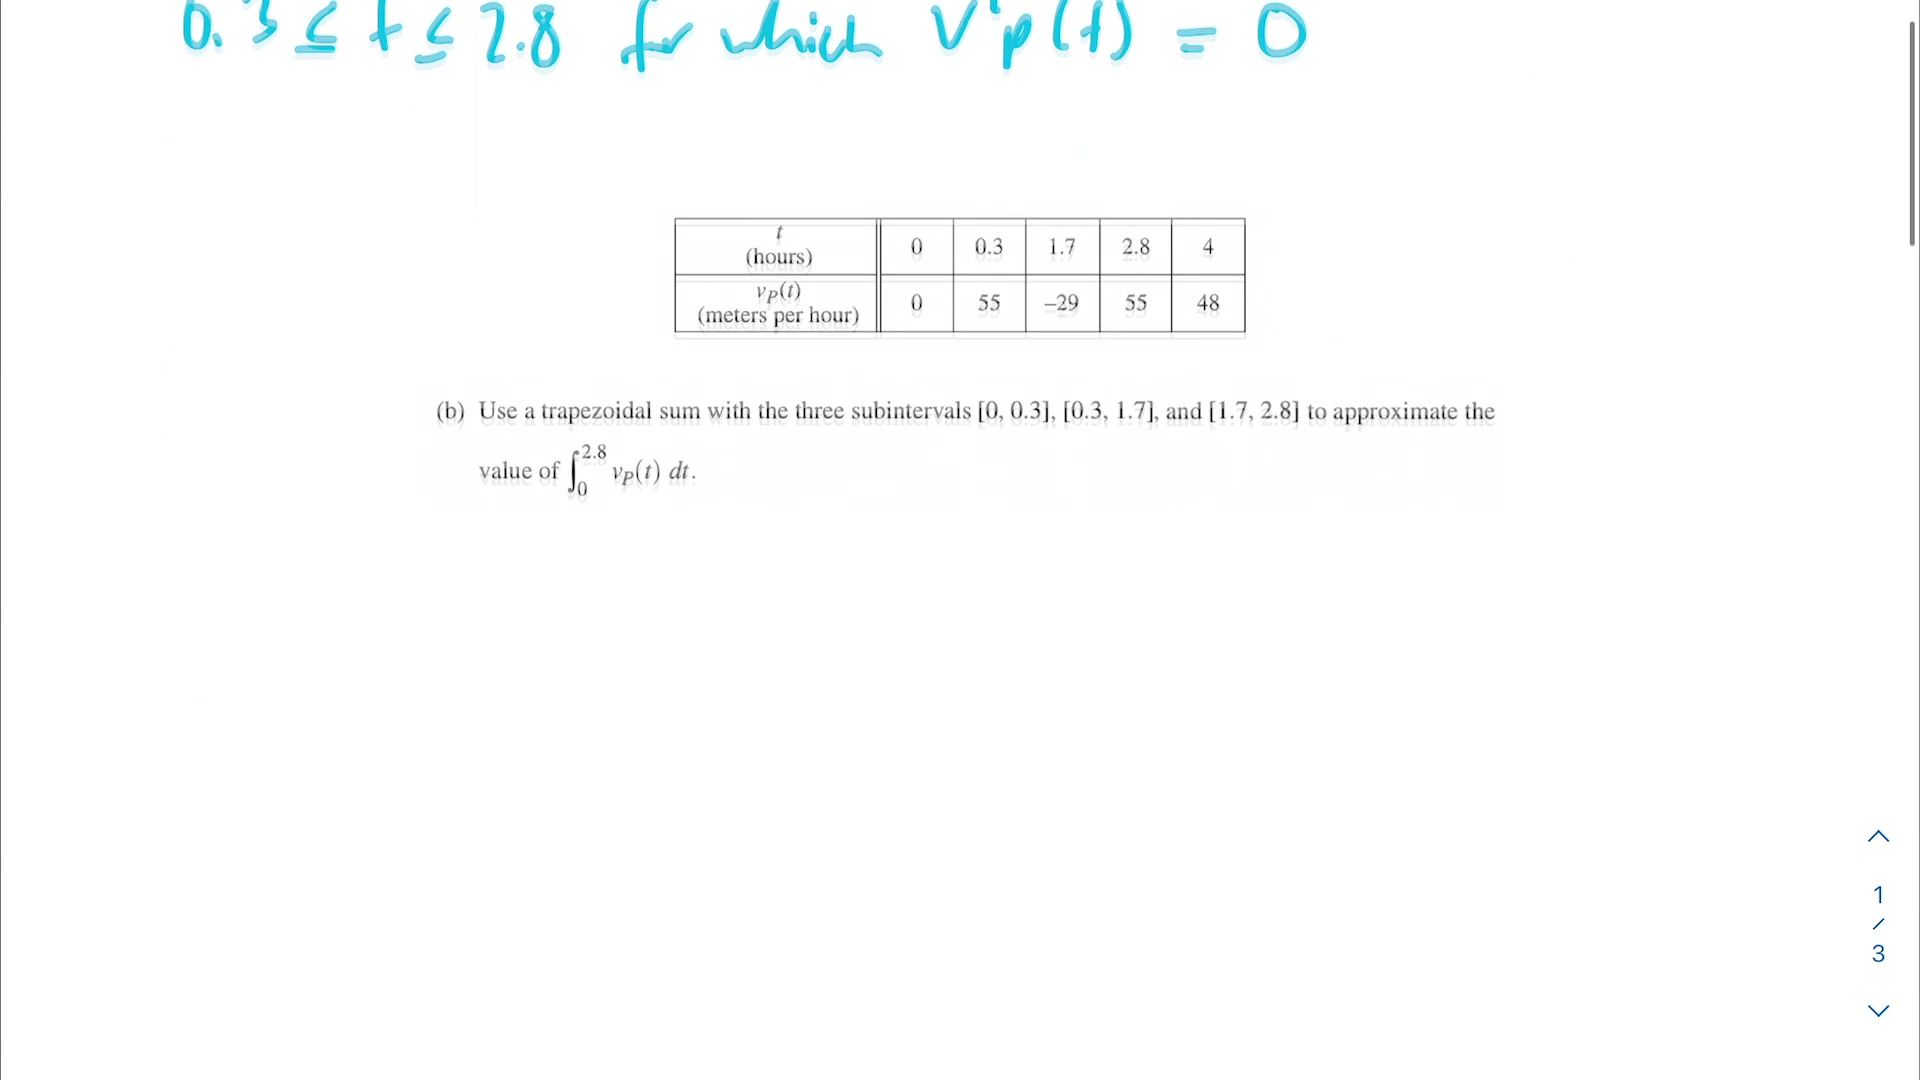 0.3 ≤ t ≤ 2.8 for which V'p(t) = 0
t (hours) 0 0.3 1.7 2.8 4
vP(t) (meters per hour) 0 55 –29 55 48
(b) Use a trapezoidal sum with the three subintervals [0, 0.3], [0.3, 1.7], and [1.7, 2.8] to approximate the
value of ∫₀^2.8 vP(t) dt.
1
/
3